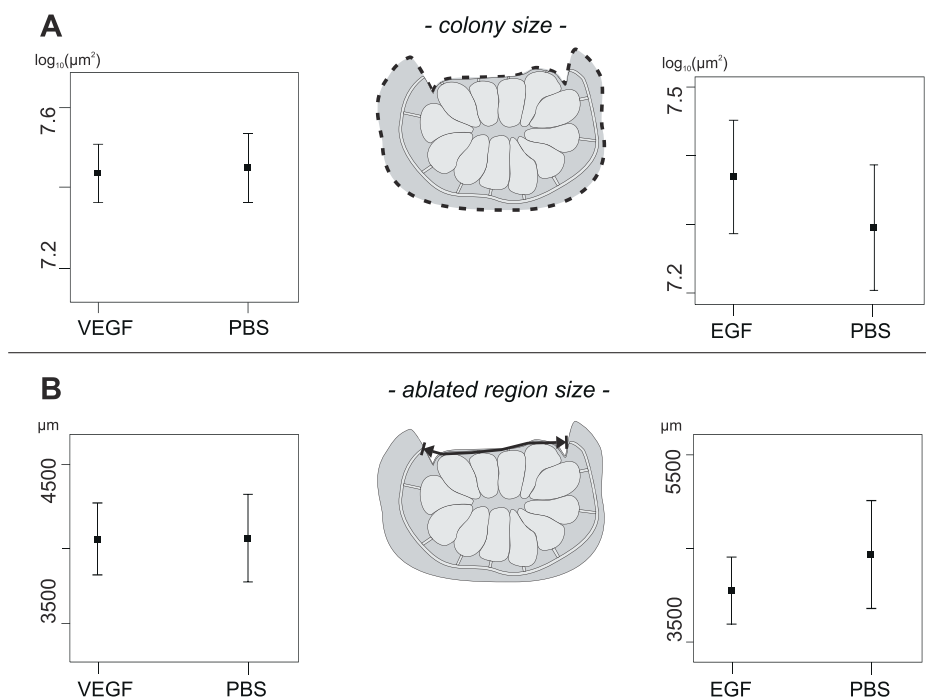 A
- colony size -
log₁₀(µm²)
7.6
7.2
VEGF PBS
log₁₀(µm²)
7.5
7.2
EGF PBS
B
- ablated region size -
µm
4500
3500
VEGF PBS
µm
5500
3500
EGF PBS